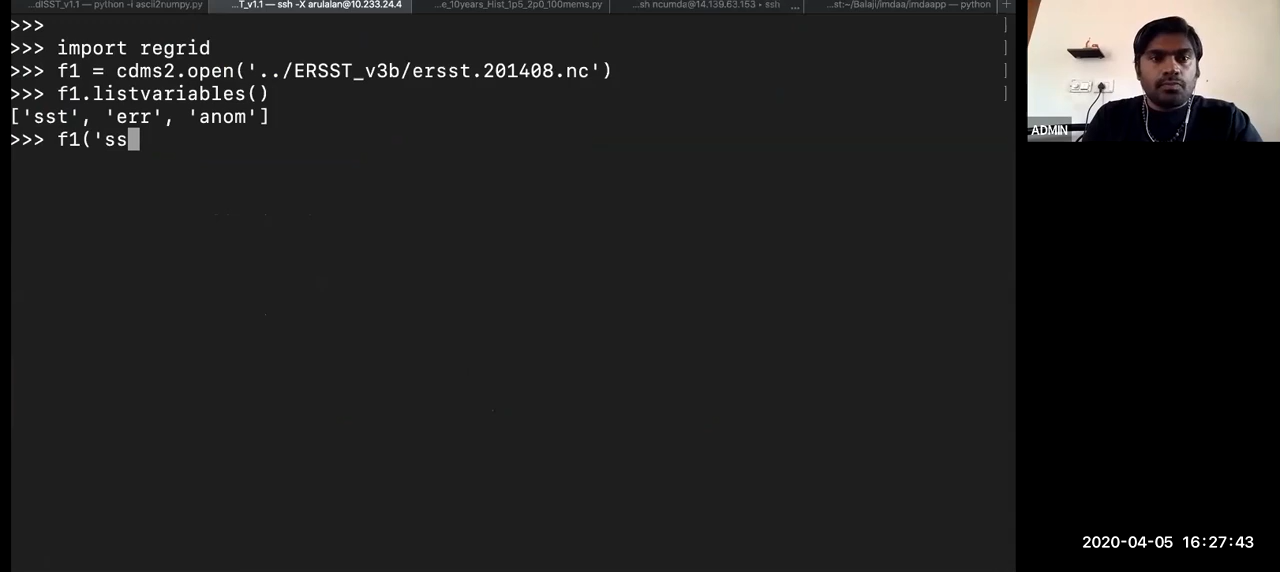 ...dISST_v1.1 — python -i ascii2numpy.py ...T_v1.1 — ssh -X arulalan@10.233.24.4 ...e_10years_Hist_1p5_2p0_100mems.py ...sh ncumda@14.139.63.153 ▸ ssh ... ...st:~/Balaji/imdaa/imdaapp — python +
>>> ]
>>> import regrid ]
>>> f1 = cdms2.open('../ERSST_v3b/ersst.201408.nc') ]
>>> f1.listvariables() ]
['sst', 'err', 'anom']
>>> f1('ss
ADMIN
2020-04-05 16:27:43